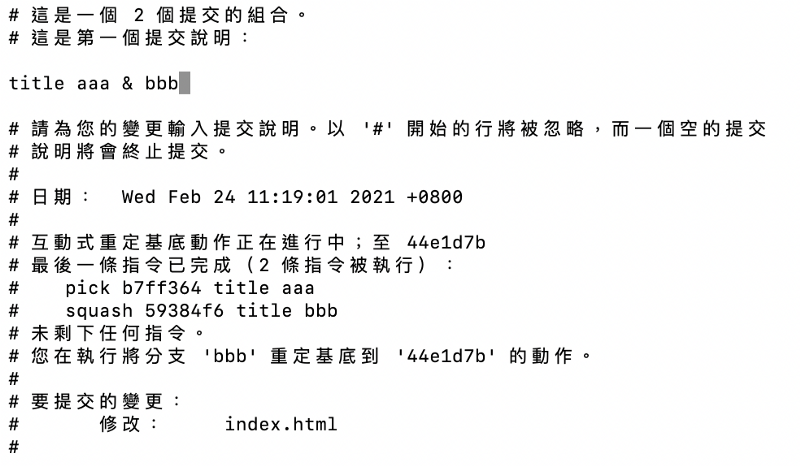 # 這是一個 2 個提交的組合。
# 這是第一個提交說明：
title aaa & bbb
# 請為您的變更輸入提交說明。以 '#' 開始的行將被忽略，而一個空的提交
# 說明將會終止提交。
#
# 日期： Wed Feb 24 11:19:01 2021 +0800
#
# 互動式重定基底動作正在進行中；至 44e1d7b
# 最後一條指令已完成（2 條指令被執行）：
# pick b7ff364 title aaa
# squash 59384f6 title bbb
# 未剩下任何指令。
# 您在執行將分支 'bbb' 重定基底到 '44e1d7b' 的動作。
#
# 要提交的變更：
# 修改： index.html
#